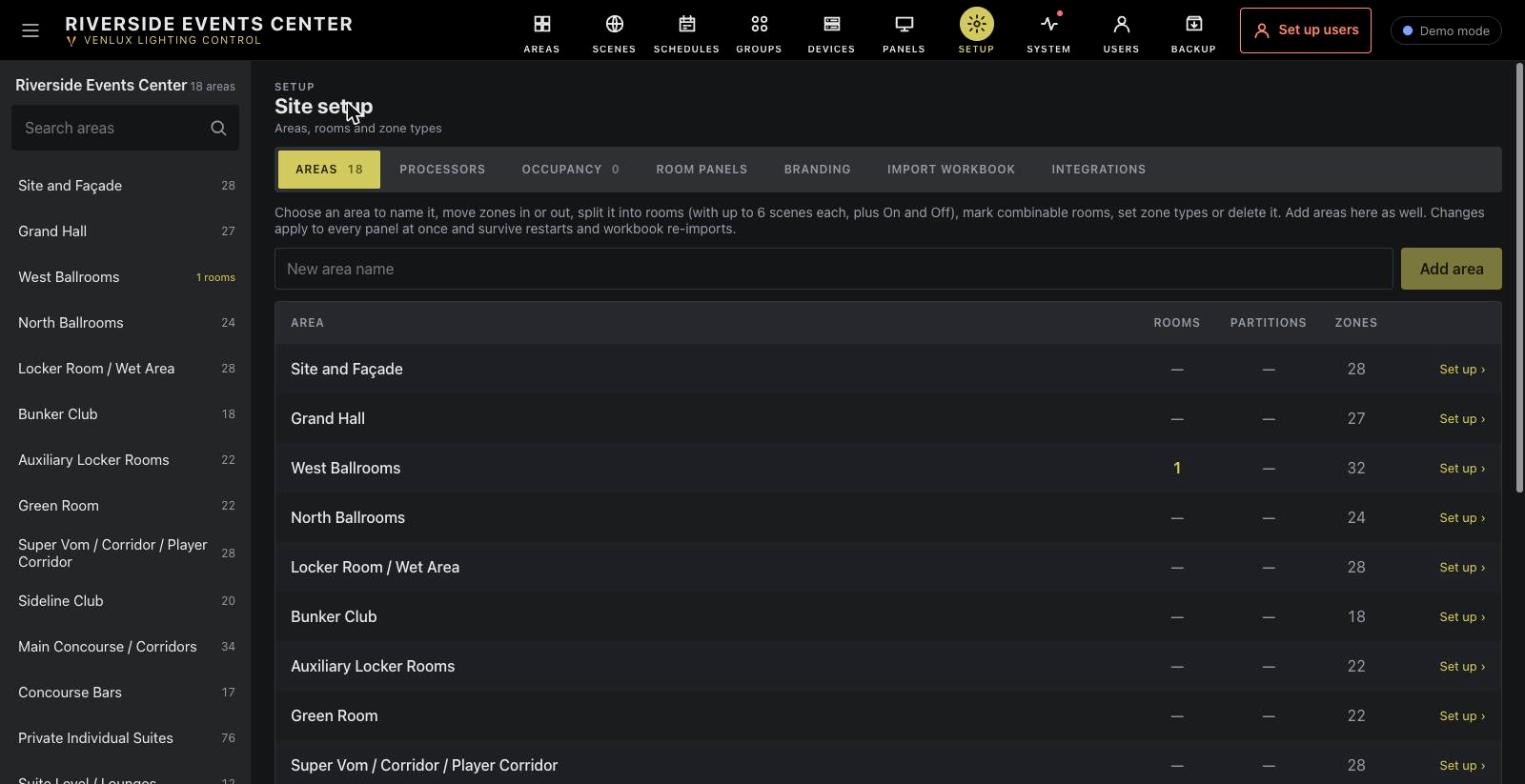 RIVERSIDE EVENTS CENTER
VENLUX LIGHTING CONTROL
AREAS
SCENES
SCHEDULES
GROUPS
DEVICES
PANELS
SETUP
SYSTEM
USERS
BACKUP
Set up users
Demo mode
Riverside Events Center 18 areas
Search areas
Site and Façade 28
Grand Hall 27
West Ballrooms 1 rooms
North Ballrooms 24
Locker Room / Wet Area 28
Bunker Club 18
Auxiliary Locker Rooms 22
Green Room 22
Super Vom / Corridor / Player
Corridor 28
Sideline Club 20
Main Concourse / Corridors 34
Concourse Bars 17
Private Individual Suites 76
Suite Level / Lounges 12
SETUP
Site setup
Areas, rooms and zone types
AREAS 18
PROCESSORS
OCCUPANCY 0
ROOM PANELS
BRANDING
IMPORT WORKBOOK
INTEGRATIONS
Choose an area to name it, move zones in or out, split it into rooms (with up to 6 scenes each, plus On and Off), mark combinable rooms, set zone types or delete it. Add areas here as well. Changes
apply to every panel at once and survive restarts and workbook re-imports.
New area name
Add area
AREA ROOMS PARTITIONS ZONES
Site and Façade — — 28 Set up ›
Grand Hall — — 27 Set up ›
West Ballrooms 1 — 32 Set up ›
North Ballrooms — — 24 Set up ›
Locker Room / Wet Area — — 28 Set up ›
Bunker Club — — 18 Set up ›
Auxiliary Locker Rooms — — 22 Set up ›
Green Room — — 22 Set up ›
Super Vom / Corridor / Player Corridor — — 28 Set up ›